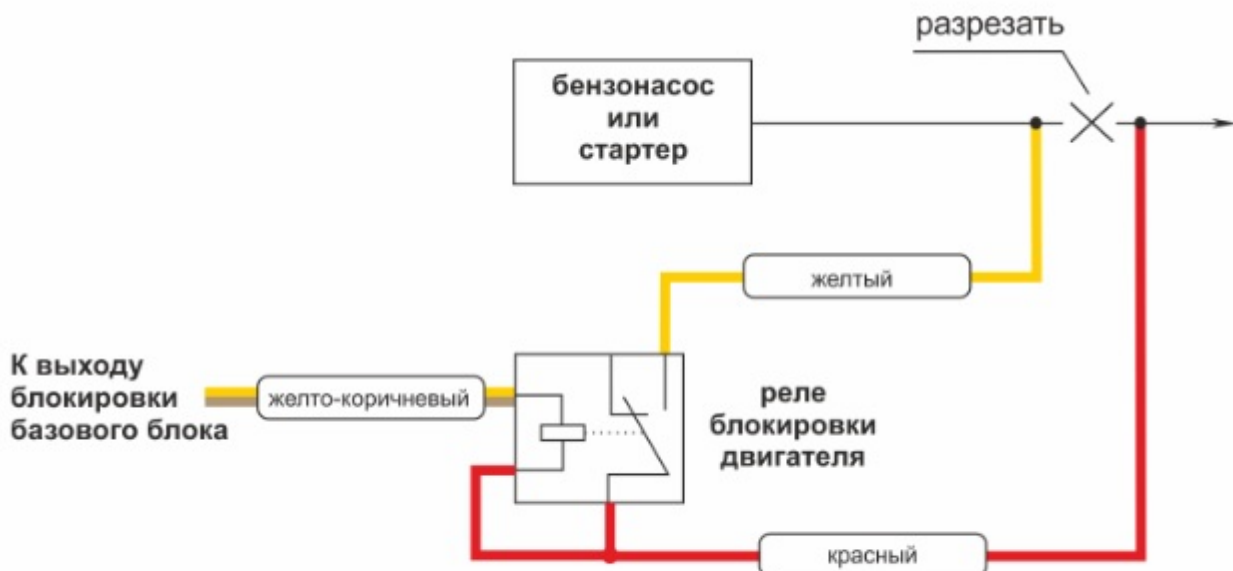 разрезать
бензонасос
или
стартер
желтый
К выходу
блокировки
базового блока
желто-коричневый
реле
блокировки
двигателя
красный